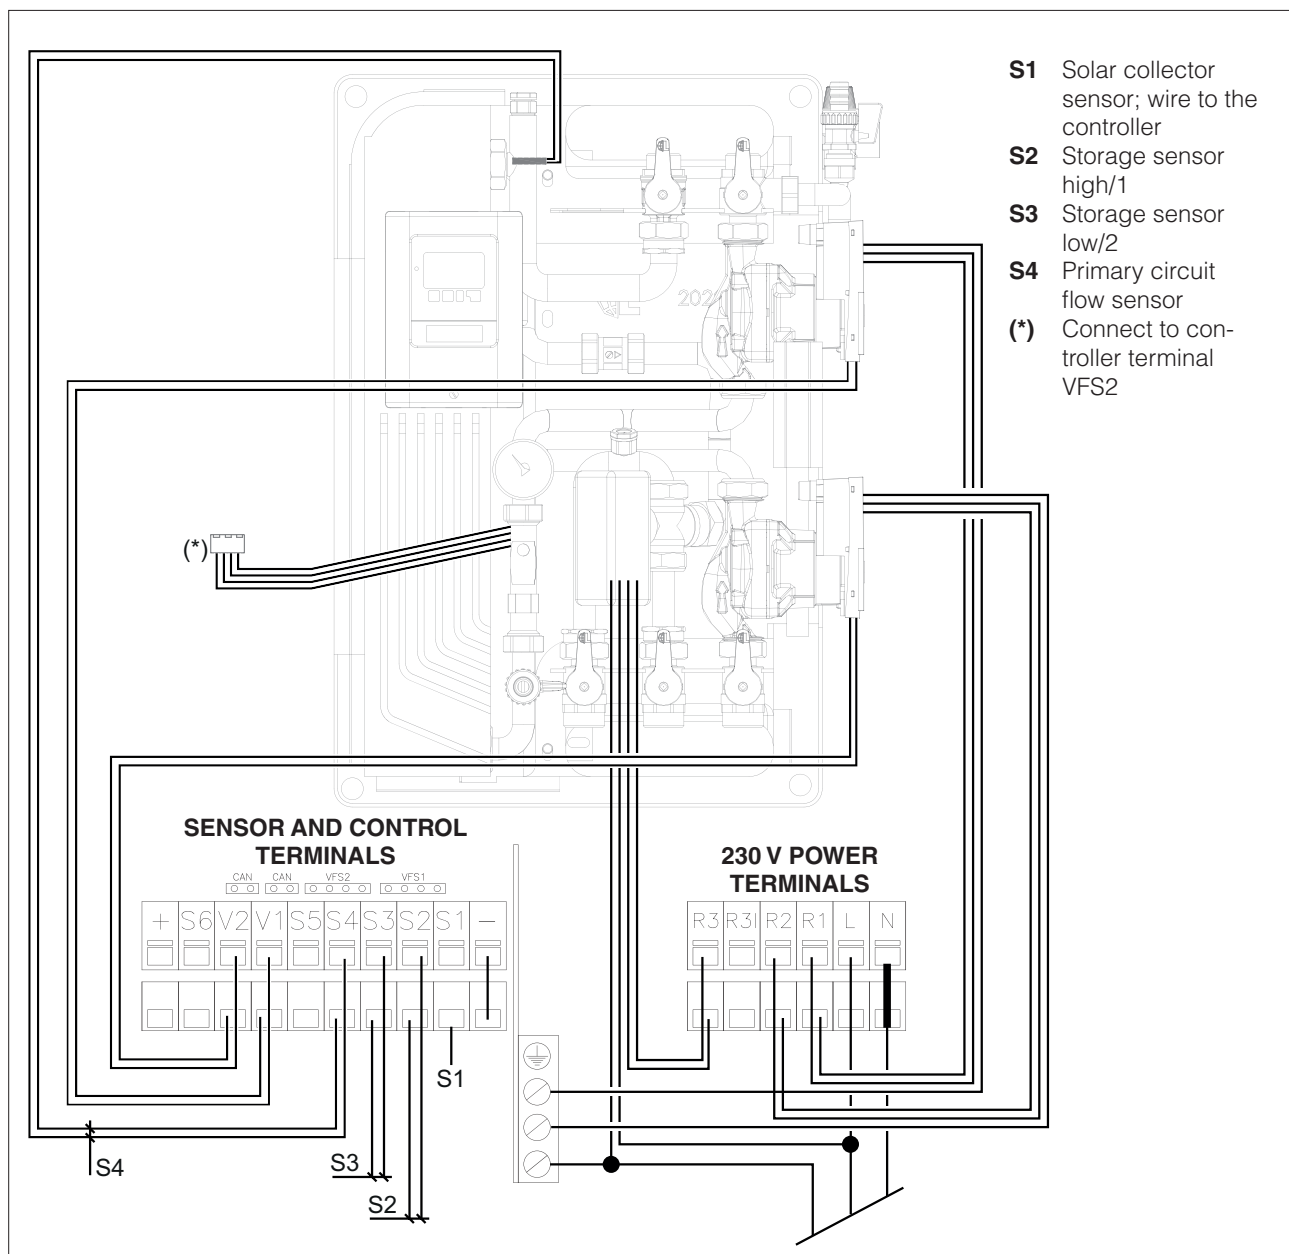 S1 Solar collector
sensor; wire to the
controller
S2 Storage sensor
high/1
S3 Storage sensor
low/2
S4 Primary circuit
flow sensor
(*) Connect to con-
troller terminal
VFS2
(*)
SENSOR AND CONTROL
TERMINALS
CAN CAN VFS2 VFS1
+ S6 V2 V1 S5 S4 S3 S2 S1 −
230 V POWER
TERMINALS
R3 R2 R1 L N
S1
S4
S3
S2